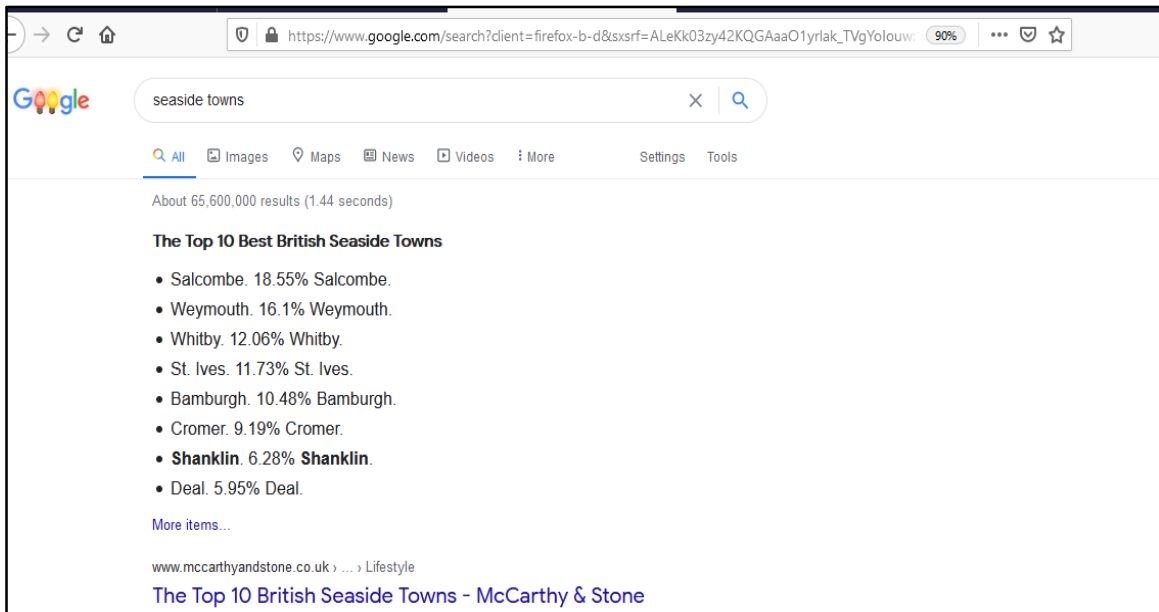 https://www.google.com/search?client=firefox-b-d&sxsrf=ALeKk03zy42KQGAaaO1yrlak_TVgYoIouw: 90%
Google
seaside towns
All Images Maps News Videos More Settings Tools
About 65,600,000 results (1.44 seconds)
The Top 10 Best British Seaside Towns
• Salcombe. 18.55% Salcombe.
• Weymouth. 16.1% Weymouth.
• Whitby. 12.06% Whitby.
• St. Ives. 11.73% St. Ives.
• Bamburgh. 10.48% Bamburgh.
• Cromer. 9.19% Cromer.
• Shanklin. 6.28% Shanklin.
• Deal. 5.95% Deal.
More items...
www.mccarthyandstone.co.uk › ... › Lifestyle
The Top 10 British Seaside Towns - McCarthy & Stone